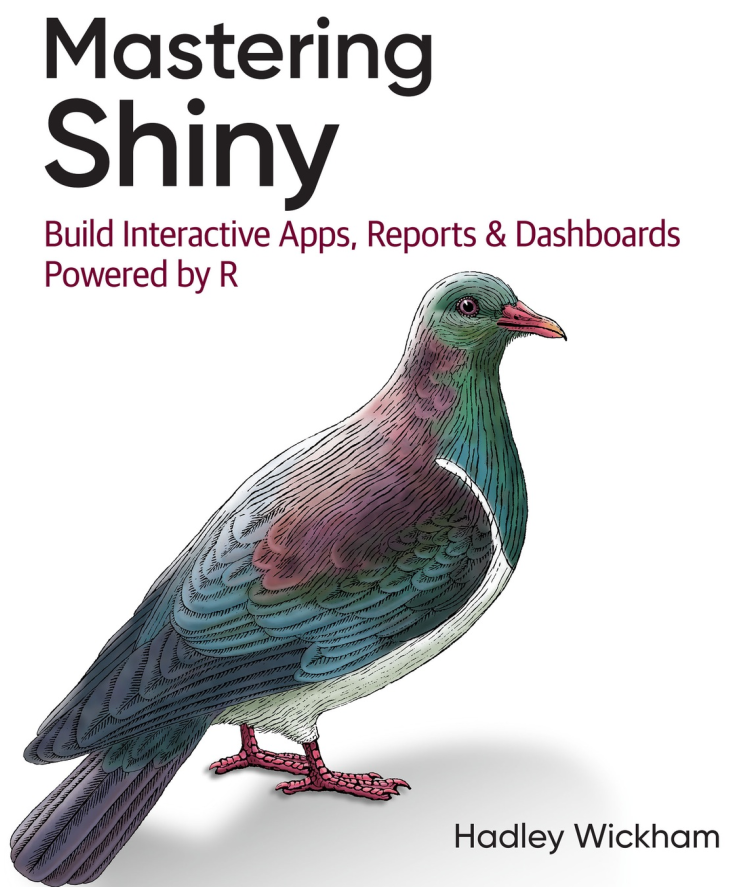 Mastering
Shiny
Build Interactive Apps, Reports & Dashboards
Powered by R
Hadley Wickham